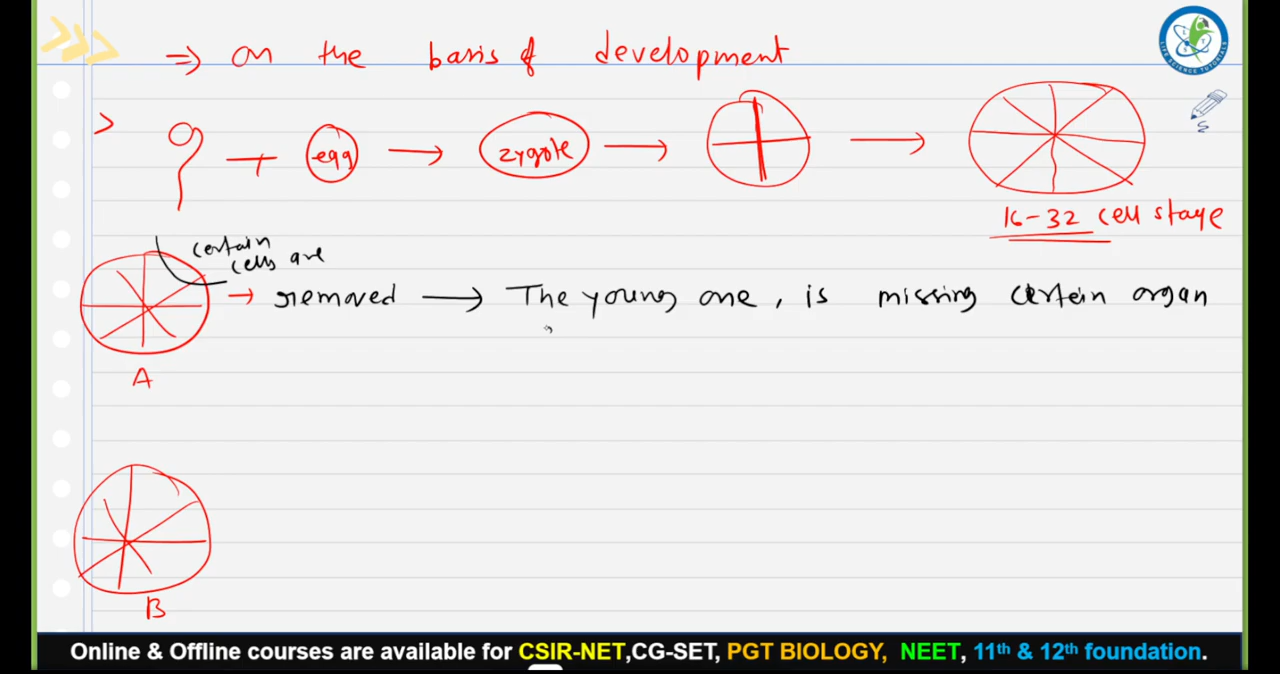 ⇒ on the basis of development
> + egg → zygote → →
16-32 cell stage
certain
cells are
→ removed → The young one, is missing certain organ
A
B
Online & Offline courses are available for CSIR-NET,CG-SET, PGT BIOLOGY, NEET, 11th & 12th foundation.